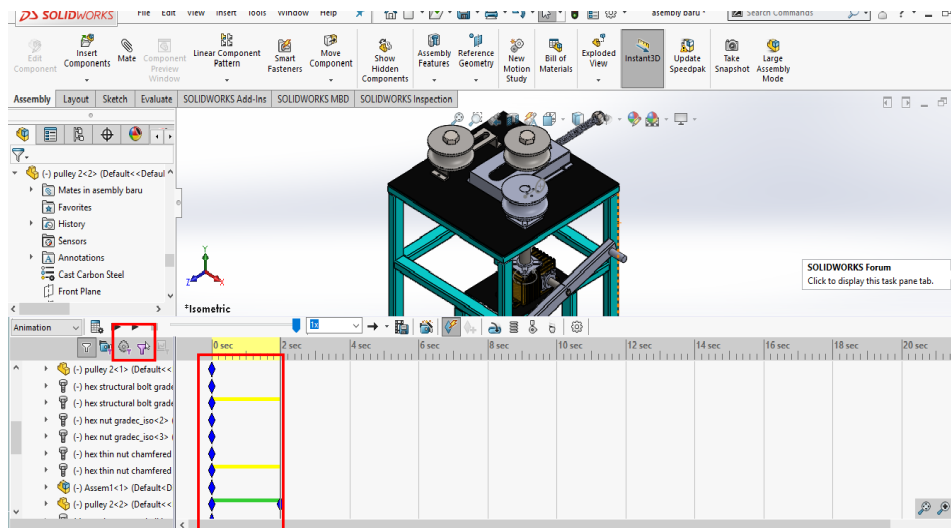 SOLIDWORKS File Edit View Insert Tools Window Help asembly baru * Search Commands
Edit Component
Insert Components
Mate
Component Preview Window
Linear Component Pattern
Smart Fasteners
Move Component
Show Hidden Components
Assembly Features
Reference Geometry
New Motion Study
Bill of Materials
Exploded View
Instant3D
Update Speedpak
Take Snapshot
Large Assembly Mode
Assembly Layout Sketch Evaluate SOLIDWORKS Add-Ins SOLIDWORKS MBD SOLIDWORKS Inspection
(-) pulley 2<2> (Default<<Defaul
Mates in asembly baru
Favorites
History
Sensors
Annotations
Cast Carbon Steel
Front Plane
Y
Z
X
*Isometric
SOLIDWORKS Forum
Click to display this task pane tab.
Animation 1x
0 sec 2 sec 4 sec 6 sec 8 sec 10 sec 12 sec 14 sec 16 sec 18 sec 20 sec
(-) pulley 2<1> (Default<<
(-) hex structural bolt grade
(-) hex structural bolt grade
(-) hex nut gradec_iso<2> (
(-) hex nut gradec_iso<3> (
(-) hex thin nut chamfered
(-) hex thin nut chamfered
(-) Assem1<1> (Default<D
(-) pulley 2<2> (Default<<